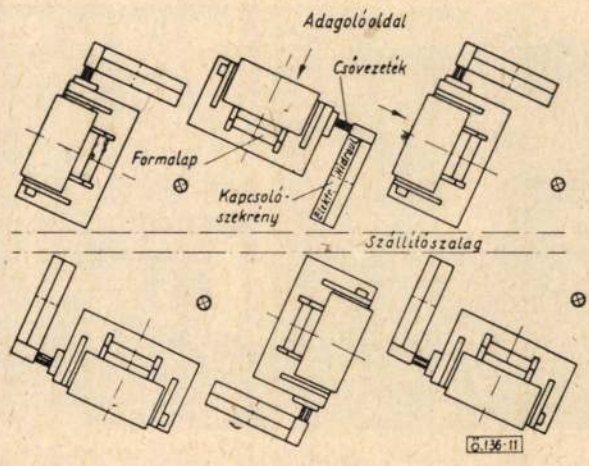 Adagolóoldal
Csővezeték
Formalap
Kapcsoló-
szekrény
Elektr. Hidraul.
Szállítószalag
Ö.136-11